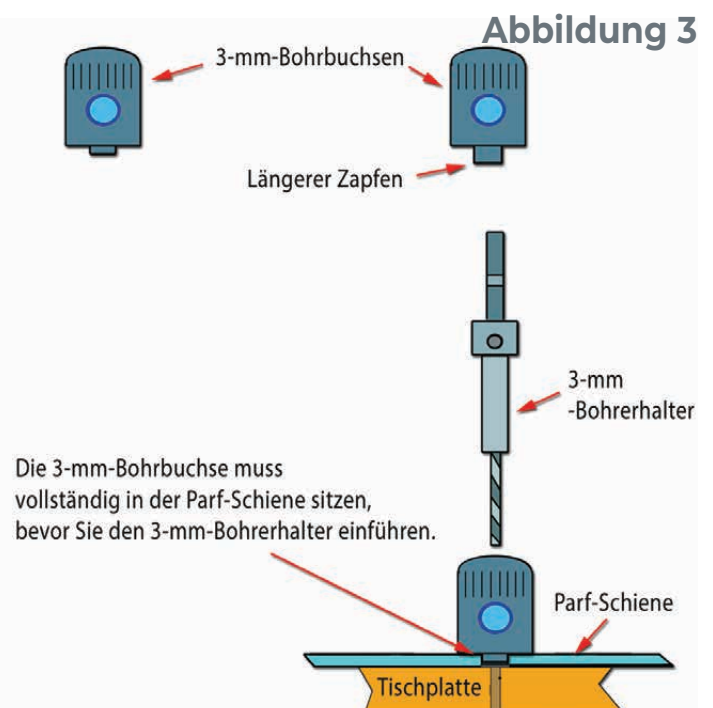 Abbildung 3
3-mm-Bohrbuchsen
Längerer Zapfen
3-mm
-Bohrerhalter
Die 3-mm-Bohrbuchse muss
vollständig in der Parf-Schiene sitzen,
bevor Sie den 3-mm-Bohrerhalter einführen.
Parf-Schiene
Tischplatte